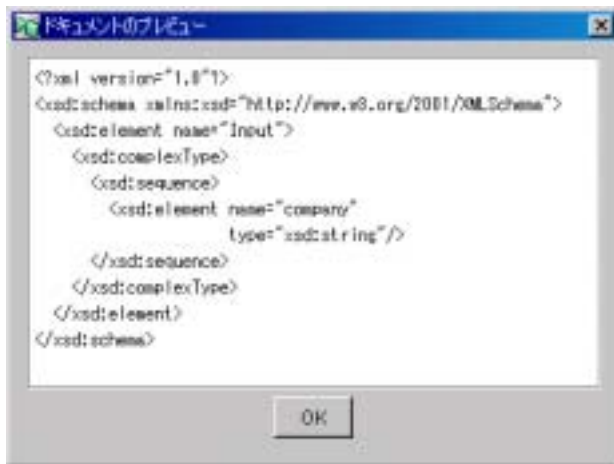 ドキュメントのプレビュー
<?xml version="1.0"?>
<xsd:schema xmlns:xsd="http://www.w3.org/2001/XMLSchema">
<xsd:element name="Input">
<xsd:complexType>
<xsd:sequence>
<xsd:element name="company"
type="xsd:string"/>
</xsd:sequence>
</xsd:complexType>
</xsd:element>
</xsd:schema>
OK